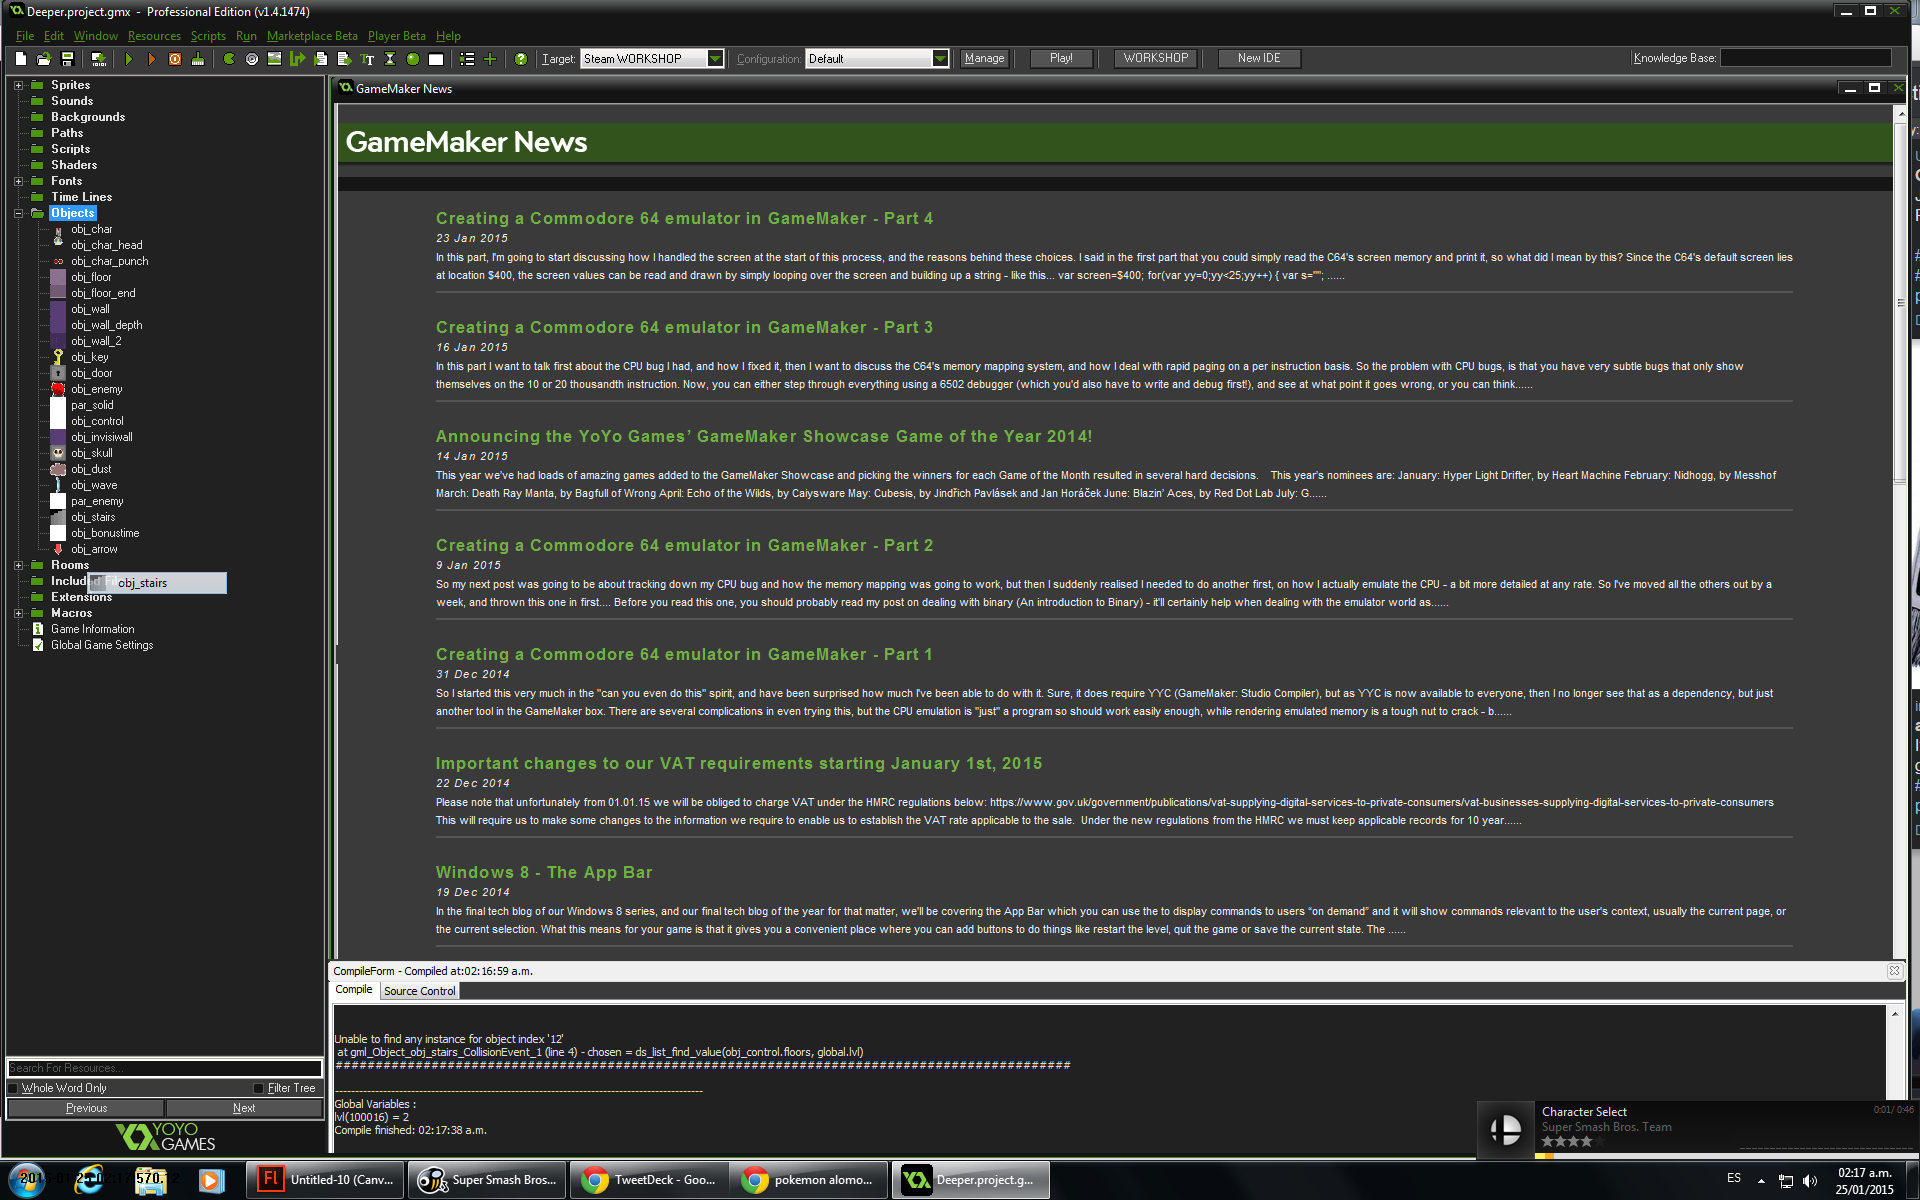 Deeper.project.gmx - Professional Edition (v1.4.1474)
File Edit Window Resources Scripts Run Marketplace Beta Player Beta Help
Target: Steam WORKSHOP Configuration: Default Manage Play! WORKSHOP New IDE Knowledge Base:
Sprites
Sounds
Backgrounds
Paths
Scripts
Shaders
Fonts
Time Lines
Objects
obj_char
obj_char_head
obj_char_punch
obj_floor
obj_floor_end
obj_wall
obj_wall_depth
obj_wall_2
obj_key
obj_door
obj_enemy
par_solid
obj_control
obj_invisiwall
obj_skull
obj_dust
obj_wave
par_enemy
obj_stairs
obj_bonustime
obj_arrow
Rooms
obj_stairs
Extensions
Macros
Game Information
Global Game Settings
Search For Resources...
Whole Word Only Filter Tree
Previous Next
YOYO
GAMES
GameMaker News
GameMaker News
Creating a Commodore 64 emulator in GameMaker - Part 4
23 Jan 2015
In this part, I'm going to start discussing how I handled the screen at the start of this process, and the reasons behind these choices. I said in the first part that you could simply read the C64's screen memory and print it, so what did I mean by this? Since the C64's default screen lies
at location $400, the screen values can be read and drawn by simply looping over the screen and building up a string - like this... var screen=$400; for(var yy=0;yy<25;yy++) { var s=""; ......
Creating a Commodore 64 emulator in GameMaker - Part 3
16 Jan 2015
In this part I want to talk first about the CPU bug I had, and how I fixed it, then I want to discuss the C64's memory mapping system, and how I deal with rapid paging on a per instruction basis. So the problem with CPU bugs, is that you have very subtle bugs that only show
themselves on the 10 or 20 thousandth instruction. Now, you can either step through everything using a 6502 debugger (which you'd also have to write and debug first!), and see at what point it goes wrong, or you can think......
Announcing the YoYo Games’ GameMaker Showcase Game of the Year 2014!
14 Jan 2015
This year we've had loads of amazing games added to the GameMaker Showcase and picking the winners for each Game of the Month resulted in several hard decisions. This year's nominees are: January: Hyper Light Drifter, by Heart Machine February: Nidhogg, by Messhof
March: Death Ray Manta, by Bagfull of Wrong April: Echo of the Wilds, by Caiysware May: Cubesis, by Jindřich Pavlásek and Jan Horáček June: Blazin' Aces, by Red Dot Lab July: G......
Creating a Commodore 64 emulator in GameMaker - Part 2
9 Jan 2015
So my next post was going to be about tracking down my CPU bug and how the memory mapping was going to work, but then I suddenly realised I needed to do another first, on how I actually emulate the CPU - a bit more detailed at any rate. So I've moved all the others out by a
week, and thrown this one in first.... Before you read this one, you should probably read my post on dealing with binary (An introduction to Binary) - it'll certainly help when dealing with the emulator world as......
Creating a Commodore 64 emulator in GameMaker - Part 1
31 Dec 2014
So I started this very much in the "can you even do this" spirit, and have been surprised how much I've been able to do with it. Sure, it does require YYC (GameMaker: Studio Compiler), but as YYC is now available to everyone, then I no longer see that as a dependency, but just
another tool in the GameMaker box. There are several complications in even trying this, but the CPU emulation is "just" a program so should work easily enough, while rendering emulated memory is a tough nut to crack - b......
Important changes to our VAT requirements starting January 1st, 2015
22 Dec 2014
Please note that unfortunately from 01.01.15 we will be obliged to charge VAT under the HMRC regulations below: https://www.gov.uk/government/publications/vat-supplying-digital-services-to-private-consumers/vat-businesses-supplying-digital-services-to-private-consumers
This will require us to make some changes to the information we require to enable us to establish the VAT rate applicable to the sale. Under the new regulations from the HMRC we must keep applicable records for 10 year......
Windows 8 - The App Bar
19 Dec 2014
In the final tech blog of our Windows 8 series, and our final tech blog of the year for that matter, we'll be covering the App Bar which you can use the to display commands to users “on demand” and it will show commands relevant to the user's context, usually the current page, or
the current selection. What this means for your game is that it gives you a convenient place where you can add buttons to do things like restart the level, quit the game or save the current state. The ......
CompileForm - Compiled at:02:16:59 a.m.
Compile Source Control
Unable to find any instance for object index '12'
at gml_Object_obj_stairs_CollisionEvent_1 (line 4) - chosen = ds_list_find_value(obj_control.floors, global.lvl)
############################################################################################
Global Variables :
lvl(100016) = 2
Compile finished: 02:17:38 a.m.
Character Select 0:01/ 0:46
Super Smash Bros. Team
Untitled-10 (Canv... Super Smash Bros... TweetDeck - Goo... pokemon alomo... Deeper.project.g... ES 02:17 a.m.
25/01/2015